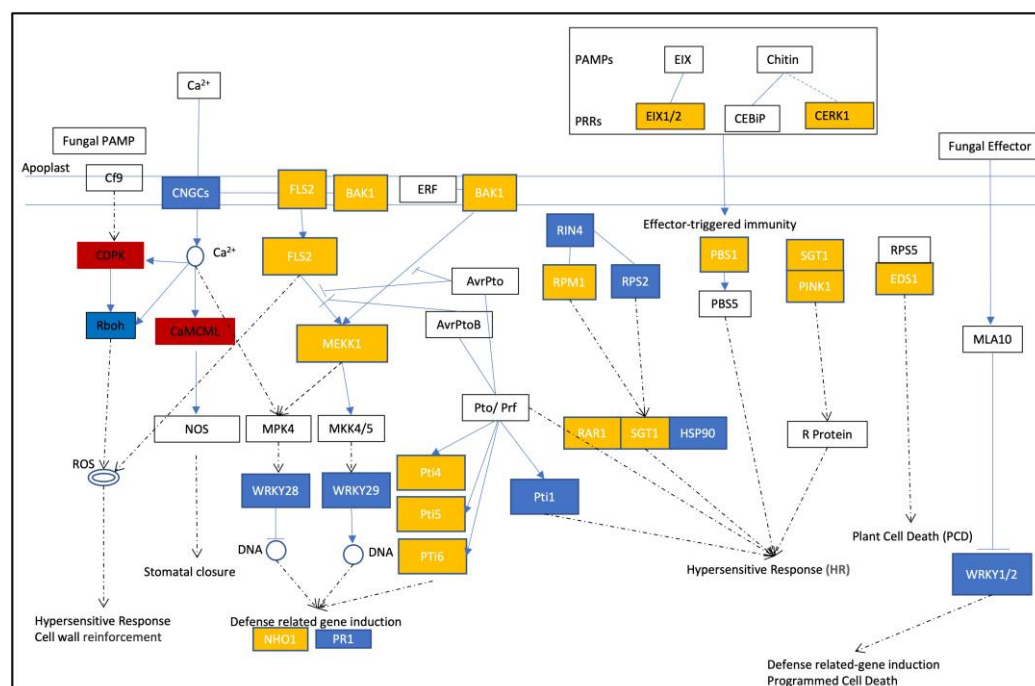 PAMPs
EIX
Chitin
Ca2+
PRRs
EIX1/2
CEBiP
CERK1
Fungal PAMP
Fungal Effector
Apoplast
Cf9
CNGCs
FLS2
BAK1
ERF
BAK1
Effector-triggered immunity
RIN4
CDPK
Ca2+
FLS2
PBS1
SGT1
RPS5
RPM1
RPS2
EDS1
AvrPto
PINK1
PBS5
Rboh
CaMCML
AvrPtoB
MEKK1
MLA10
Pto/ Prf
NOS
MPK4
MKK4/5
RAR1
SGT1
HSP90
R Protein
ROS
Pti4
WRKY28
WRKY29
Pti1
Pti5
Plant Cell Death (PCD)
DNA
DNA
PTi6
Stomatal closure
Hypersensitive Response (HR)
WRKY1/2
Hypersensitive Response
Cell wall reinforcement
Defense related gene induction
NHO1
PR1
Defense related-gene induction
Programmed Cell Death